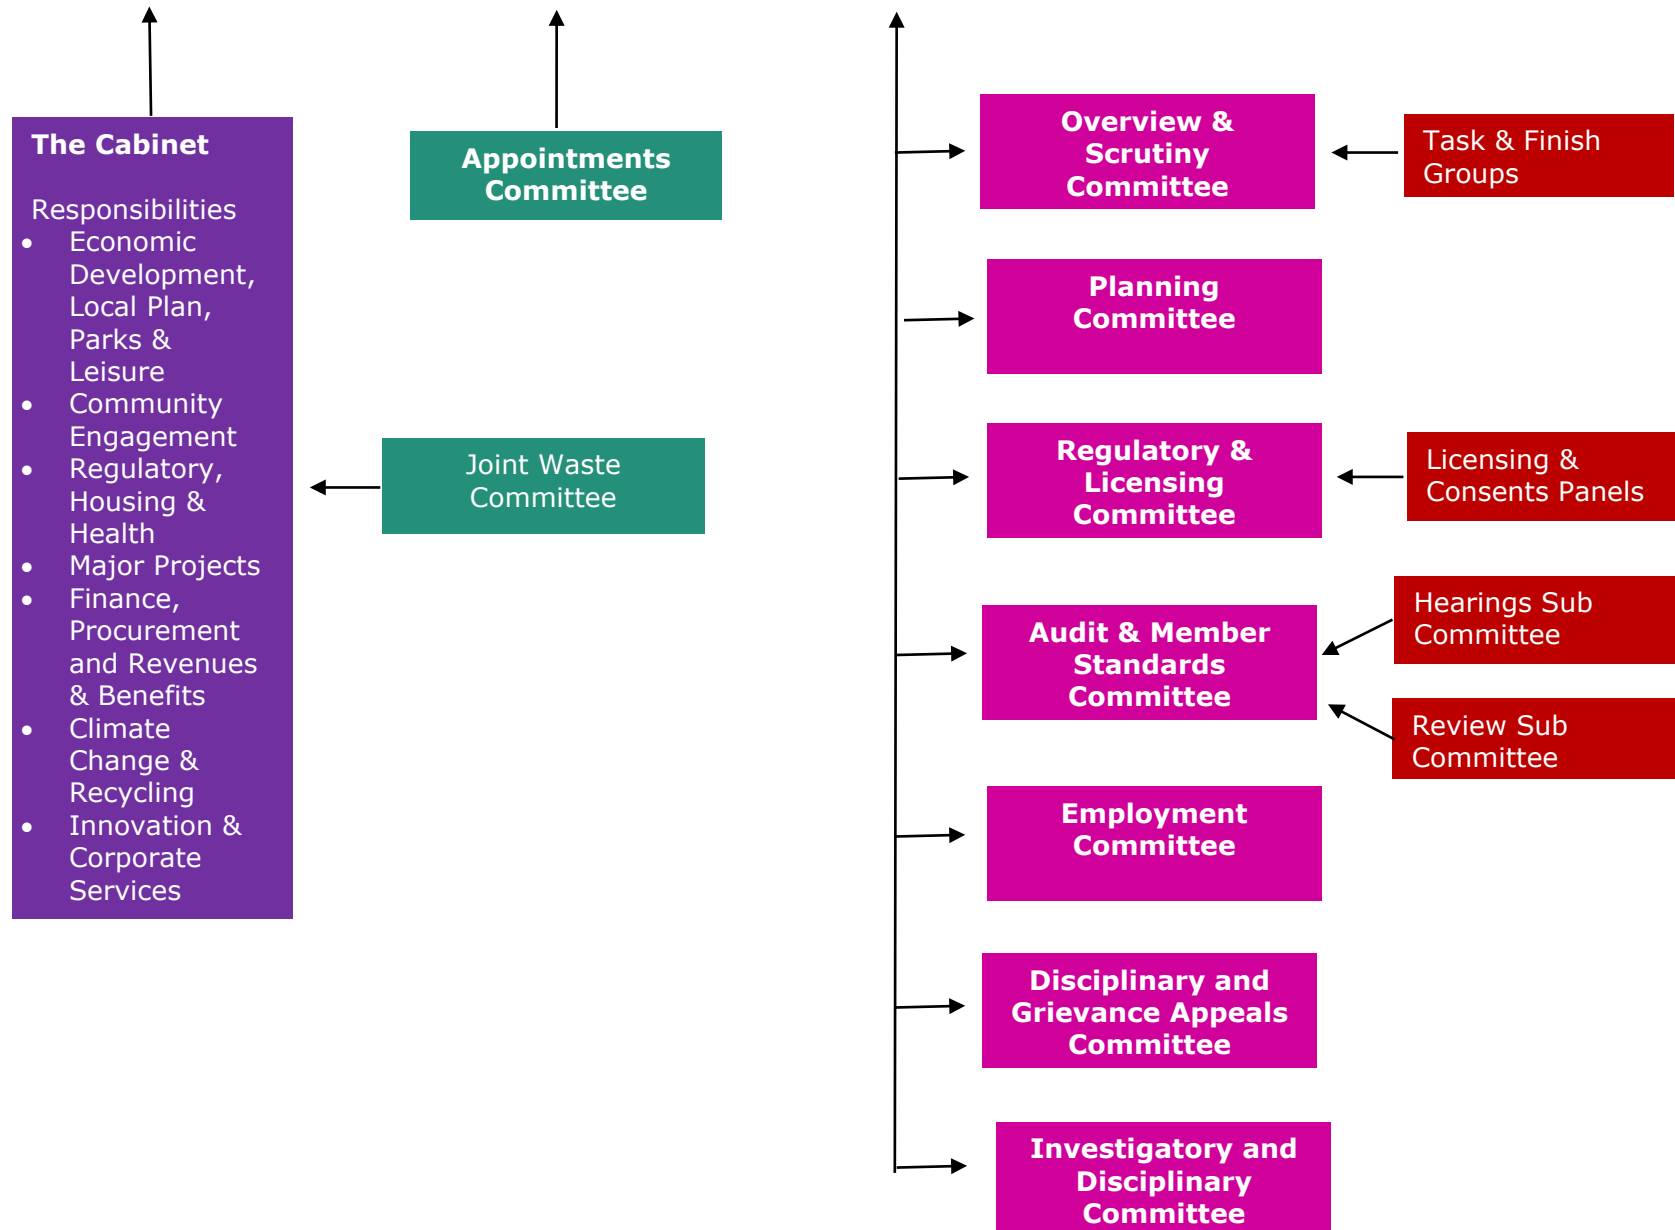 The Cabinet
Responsibilities
• Economic
Development,
Local Plan,
Parks &
Leisure
• Community
Engagement
• Regulatory,
Housing &
Health
• Major Projects
• Finance,
Procurement
and Revenues
& Benefits
• Climate
Change &
Recycling
• Innovation &
Corporate
Services
Appointments
Committee
Joint Waste
Committee
Overview &
Scrutiny
Committee
Task & Finish
Groups
Planning
Committee
Regulatory &
Licensing
Committee
Licensing &
Consents Panels
Audit & Member
Standards
Committee
Hearings Sub
Committee
Review Sub
Committee
Employment
Committee
Disciplinary and
Grievance Appeals
Committee
Investigatory and
Disciplinary
Committee